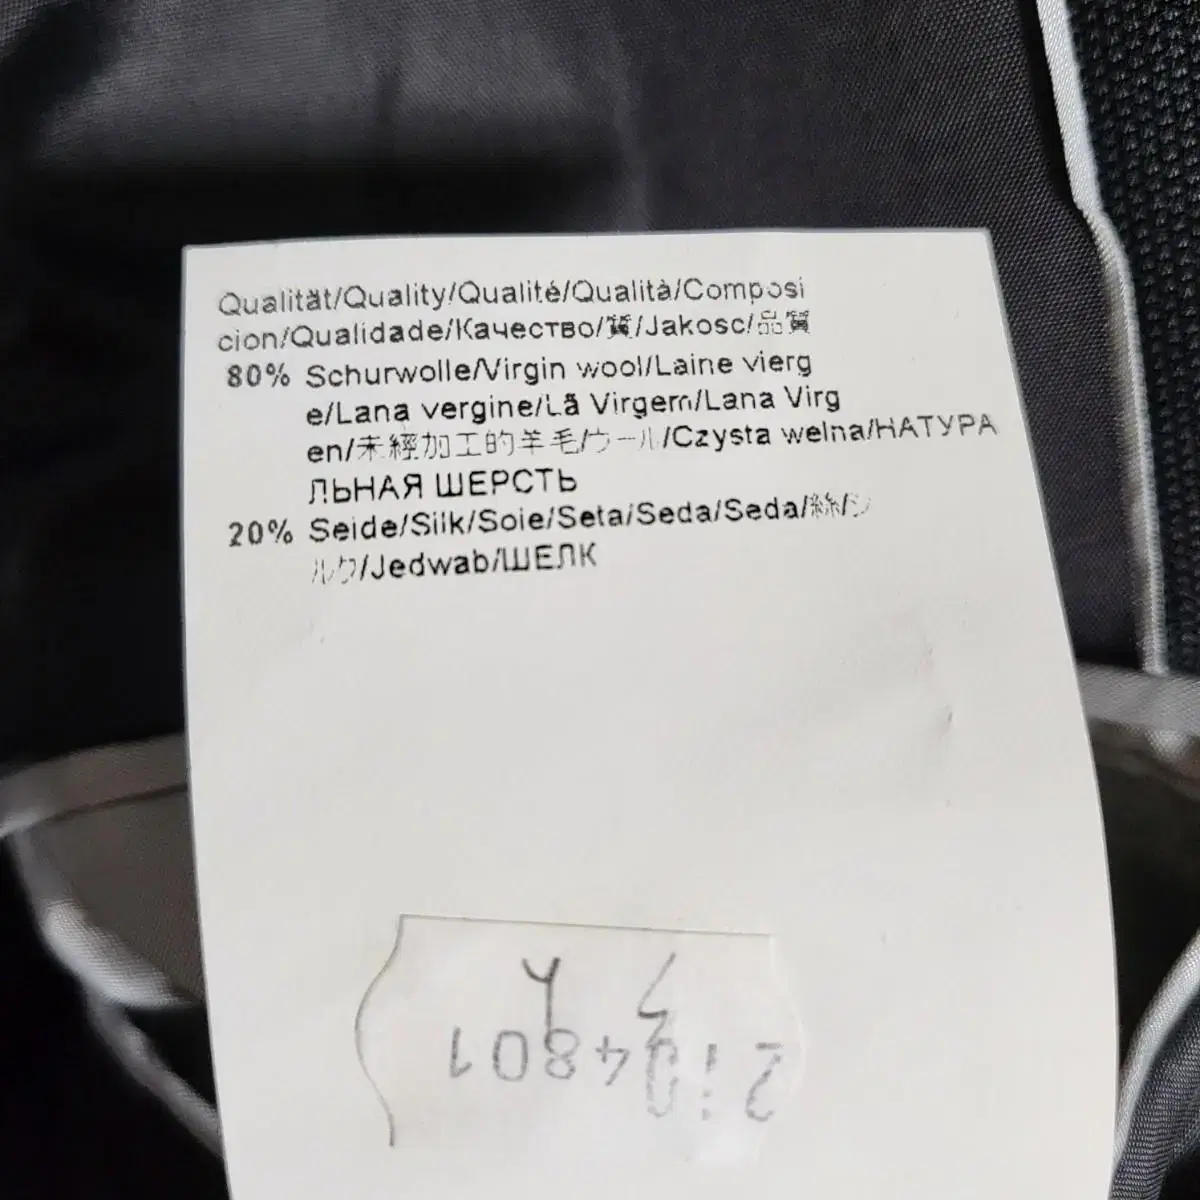 Qualität/Quality/Qualité/Qualità/Composi
cion/Qualidade/Качество/質/Jakosc/品質
80% Schurwolle/Virgin wool/Laine vierg
e/Lana vergine/Lã Virgem/Lana Virg
en/未經加工的羊毛/ウール/Czysta welna/НАТУРА
ЛЬНАЯ ШЕРСТЬ
20% Seide/Silk/Soie/Seta/Seda/Seda/絲/シ
ルク/Jedwab/ШЕЛК